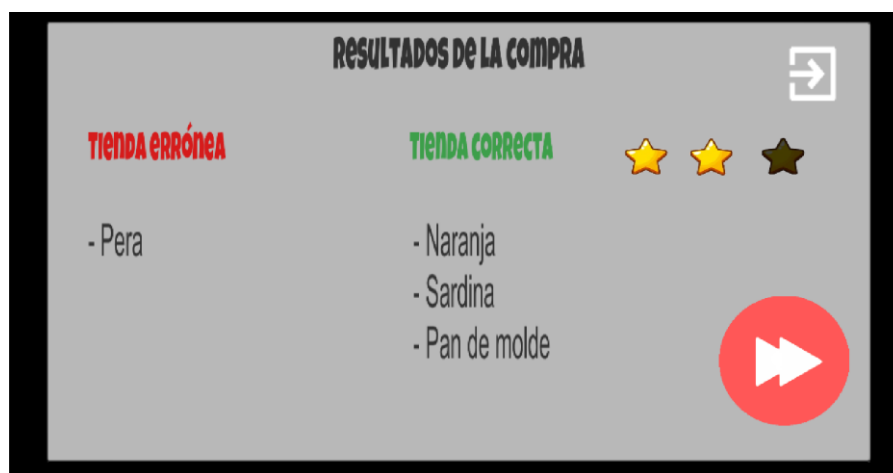 Resultados de la compra
Tienda errónea
Tienda correcta
- Pera
- Naranja
- Sardina
- Pan de molde